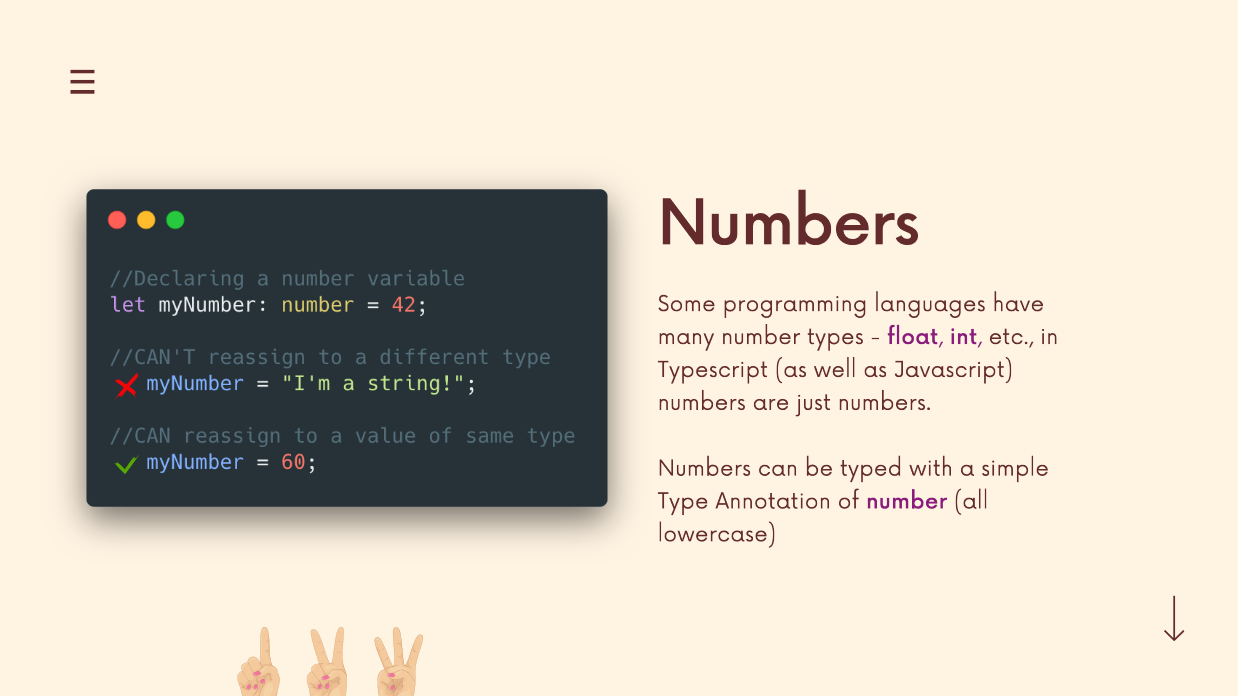 //Declaring a number variable
let myNumber: number = 42;
//CAN'T reassign to a different type
myNumber = "I'm a string!";
//CAN reassign to a value of same type
myNumber = 60;
Numbers
Some programming languages have
many number types - float, int, etc., in
Typescript (as well as Javascript)
numbers are just numbers.
Numbers can be typed with a simple
Type Annotation of number (all
lowercase)